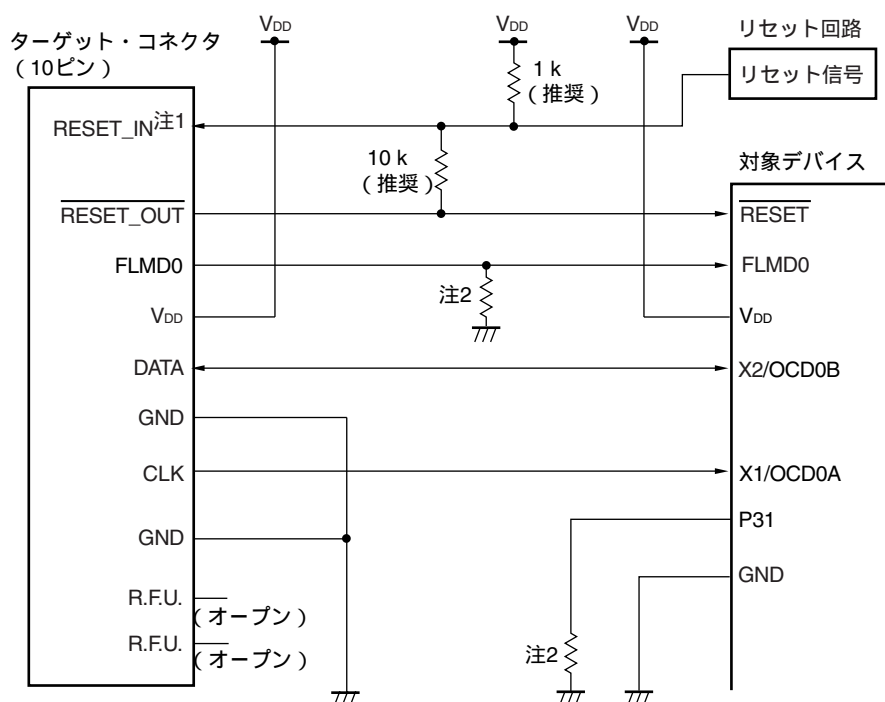 VDD
VDD
VDD
リセット回路
ターゲット・コネクタ
（10ピン）
リセット信号
1 k
（推奨）
RESET_IN注1
10 k
（推奨）
対象デバイス
RESET_OUT
RESET
FLMD0
FLMD0
注2
VDD
VDD
DATA
X2/OCD0B
GND
CLK
X1/OCD0A
P31
GND
GND
R.F.U.
（オープン）
R.F.U.
（オープン）
注2